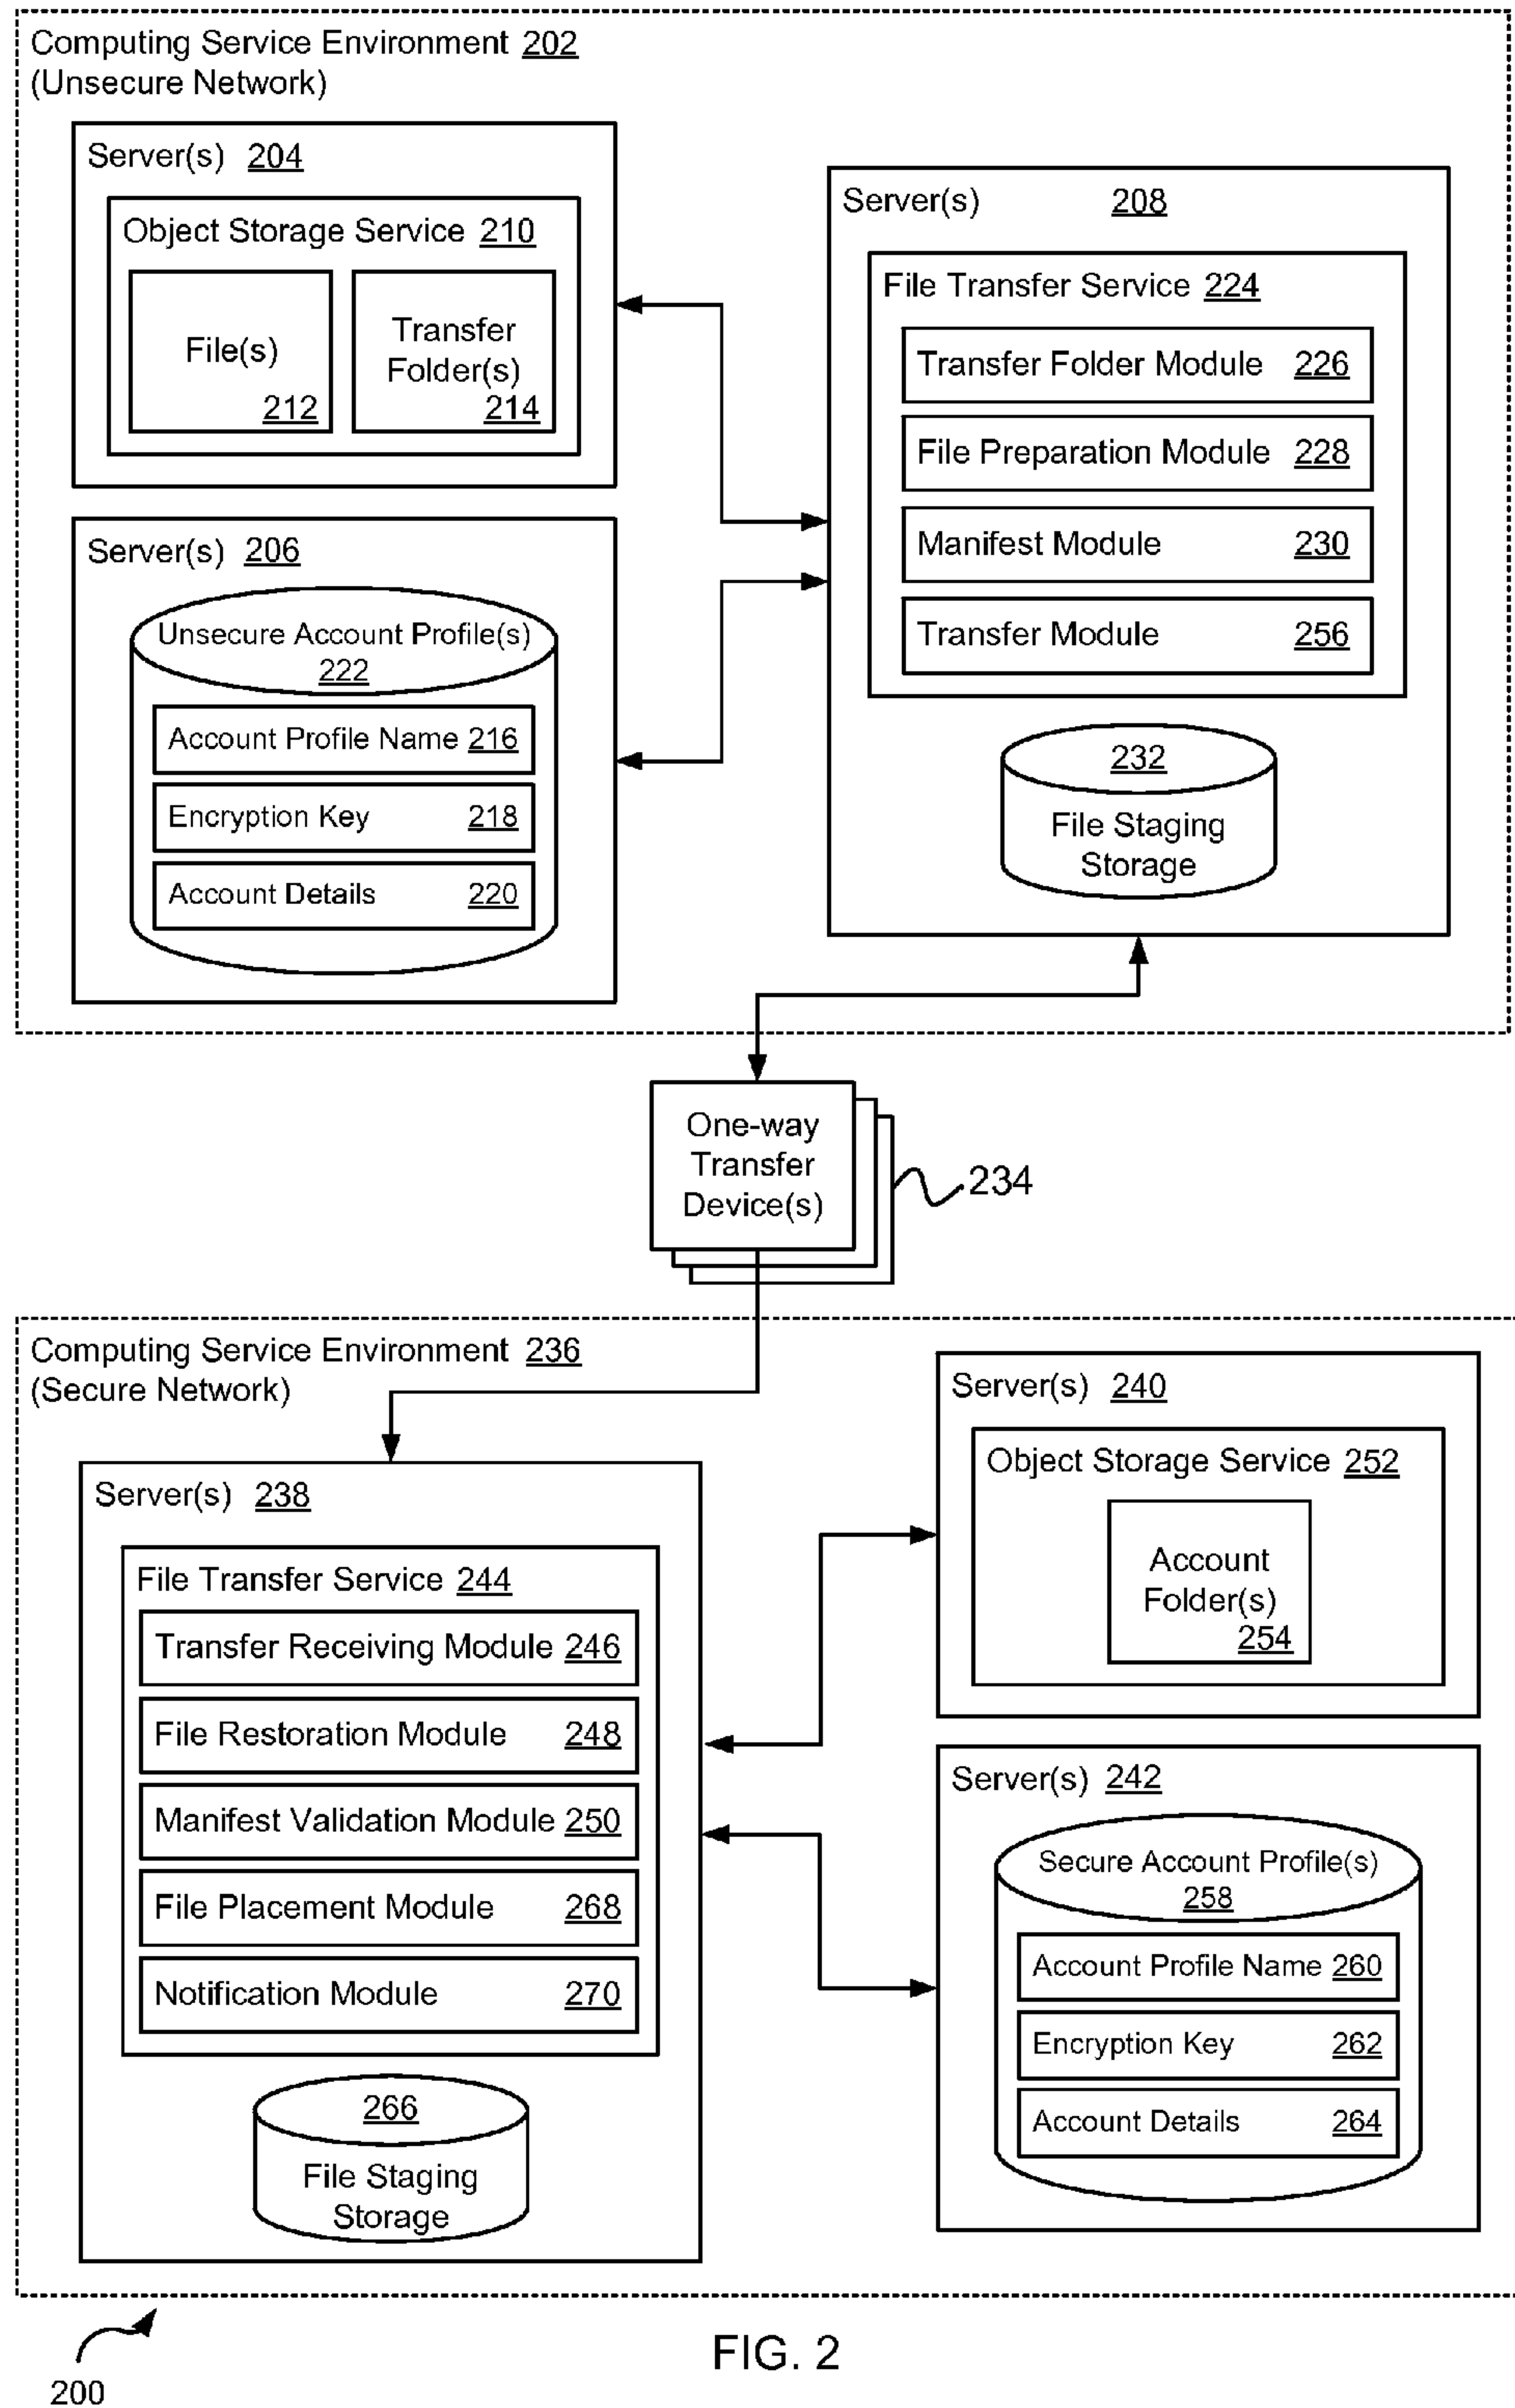 Computing Service Environment 202
(Unsecure Network)
Server(s) 204
Object Storage Service 210
File(s)
212
Transfer
Folder(s)
214
Server(s) 206
Unsecure Account Profile(s)
222
Account Profile Name 216
Encryption Key 218
Account Details 220
Server(s) 208
File Transfer Service 224
Transfer Folder Module 226
File Preparation Module 228
Manifest Module 230
Transfer Module 256
232
File Staging
Storage
One-way
Transfer
Device(s)
234
Computing Service Environment 236
(Secure Network)
Server(s) 238
File Transfer Service 244
Transfer Receiving Module 246
File Restoration Module 248
Manifest Validation Module 250
File Placement Module 268
Notification Module 270
266
File Staging
Storage
Server(s) 240
Object Storage Service 252
Account
Folder(s)
254
Server(s) 242
Secure Account Profile(s)
258
Account Profile Name 260
Encryption Key 262
Account Details 264
200
FIG. 2